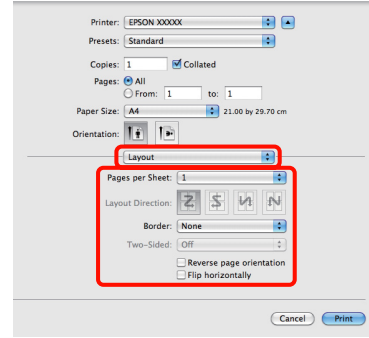 Printer: EPSON XXXXX
Presets: Standard
Copies: 1 Collated
Pages: All
From: 1 to: 1
Paper Size: A4 21.00 by 29.70 cm
Orientation:
Layout
Pages per Sheet: 1
Layout Direction:
Border: None
Two-Sided: Off
Reverse page orientation
Flip horizontally
Cancel Print